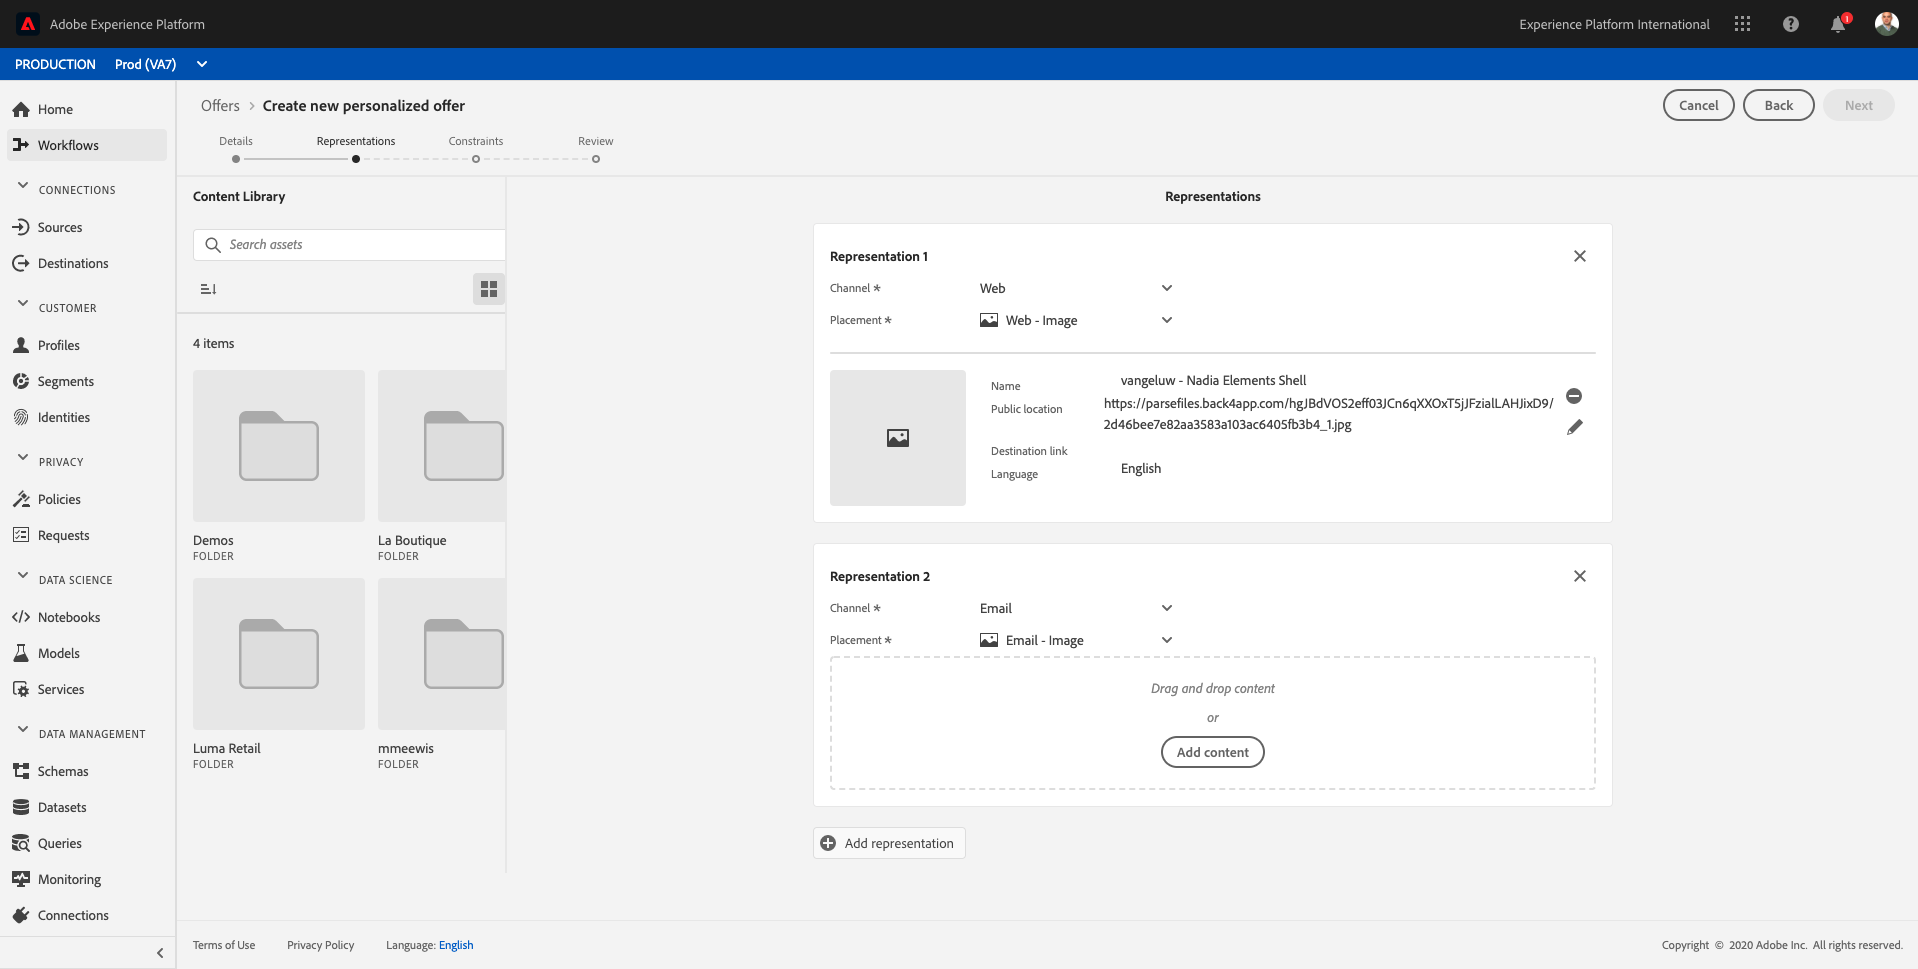 Adobe Experience Platform
Experience Platform International
1
PRODUCTION Prod (VA7)
Home
Workflows
CONNECTIONS
Sources
Destinations
CUSTOMER
Profiles
Segments
Identities
PRIVACY
Policies
Requests
DATA SCIENCE
Notebooks
Models
Services
DATA MANAGEMENT
Schemas
Datasets
Queries
Monitoring
Connections
Offers > Create new personalized offer
Cancel Back Next
Details Representations Constraints Review
Content Library
Search assets
4 items
Demos
FOLDER
La Boutique
FOLDER
Luma Retail
FOLDER
mmeewis
FOLDER
Representations
Representation 1
Channel * Web
Placement * Web - Image
Name vangeluw - Nadia Elements Shell
Public location https://parsefiles.back4app.com/hgJBdVOS2eff03JCn6qXXOxT5jJFzialLAHJixD9/
2d46bee7e82aa3583a103ac6405fb3b4_1.jpg
Destination link
Language English
Representation 2
Channel * Email
Placement * Email - Image
Drag and drop content
or
Add content
Add representation
Terms of Use Privacy Policy Language: English
Copyright © 2020 Adobe Inc. All rights reserved.